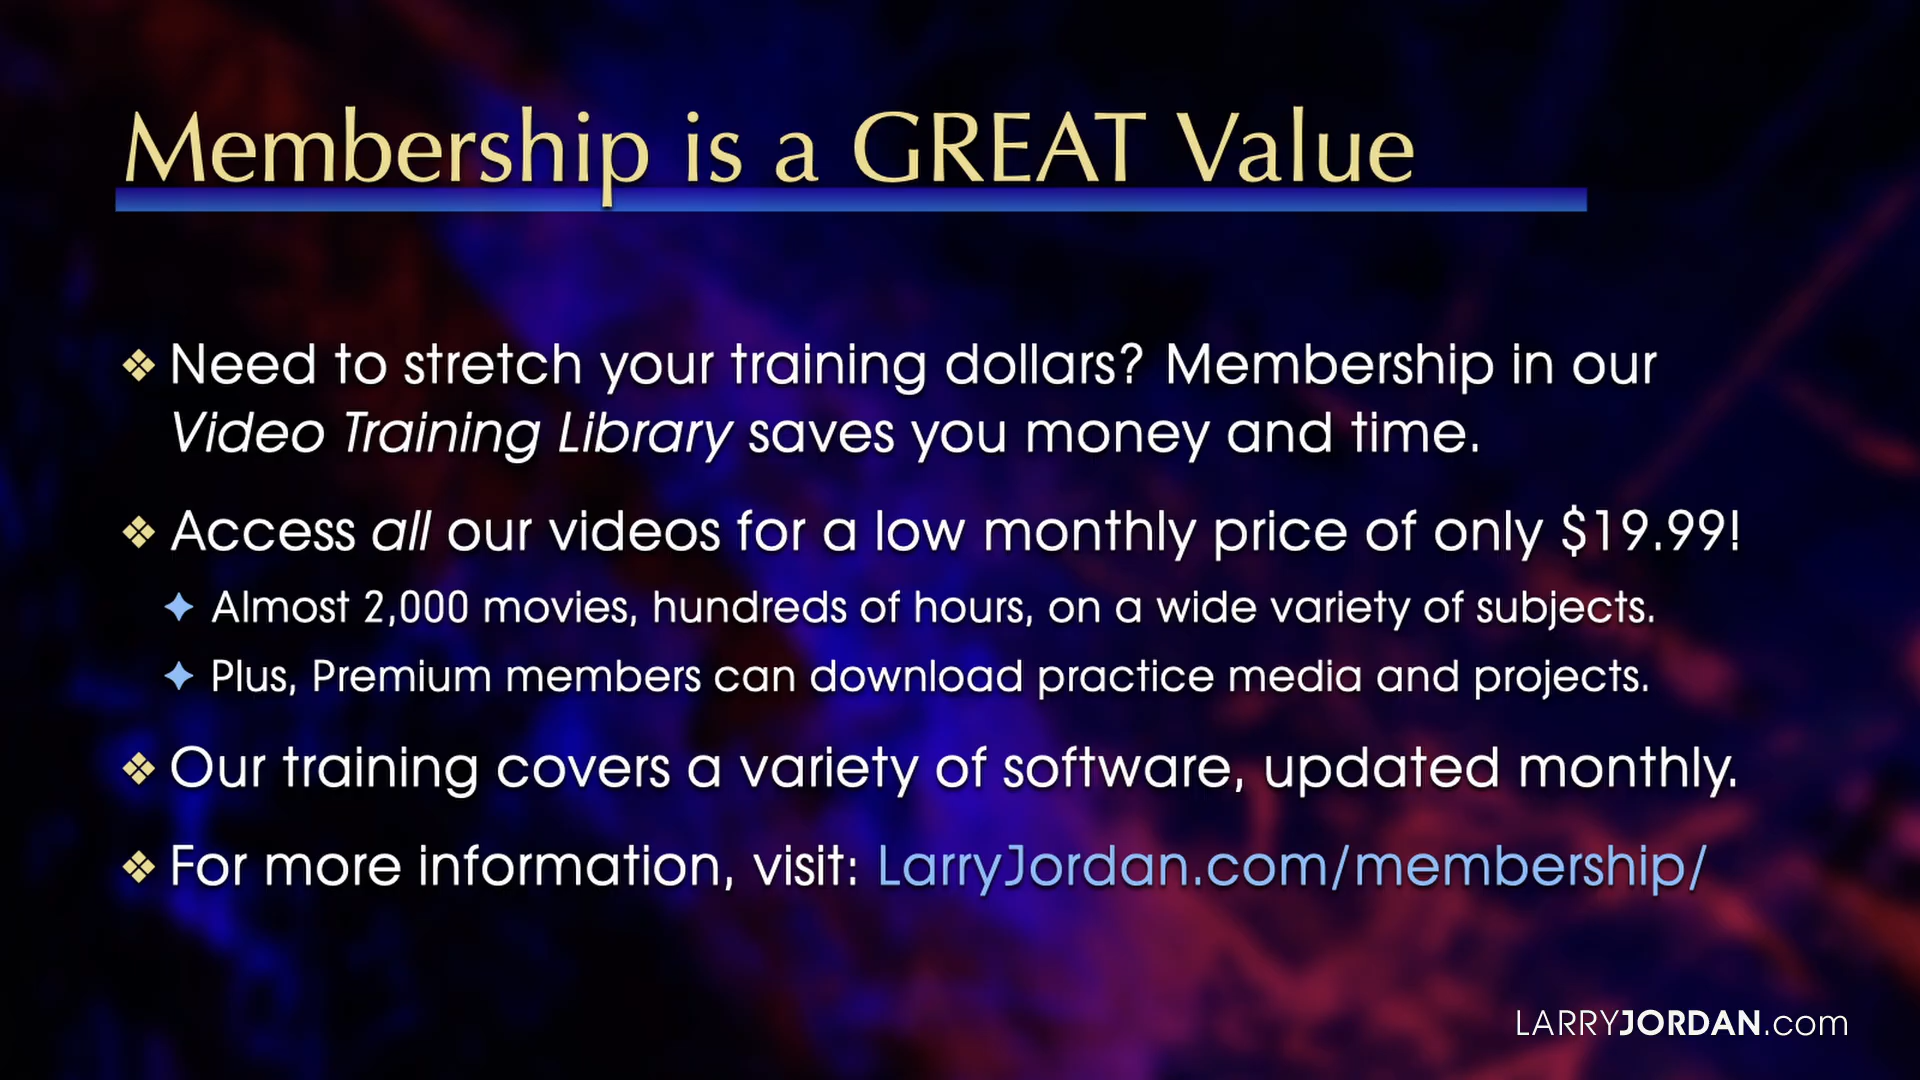 Membership is a GREAT Value
❖ Need to stretch your training dollars? Membership in our
Video Training Library saves you money and time.
❖ Access all our videos for a low monthly price of only $19.99!
✦ Almost 2,000 movies, hundreds of hours, on a wide variety of subjects.
✦ Plus, Premium members can download practice media and projects.
❖ Our training covers a variety of software, updated monthly.
❖ For more information, visit: LarryJordan.com/membership/
LARRYJORDAN.com